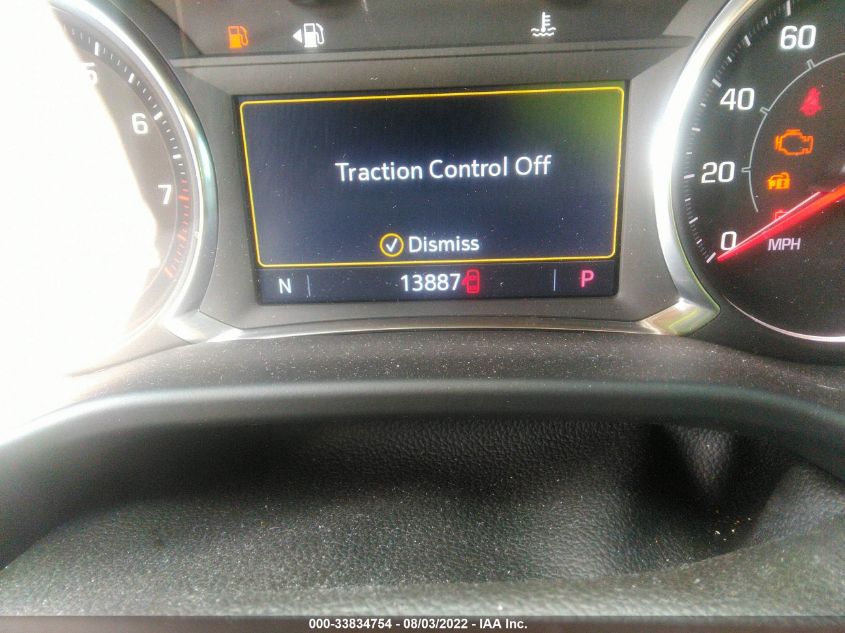 5
6
7
Traction Control Off
Dismiss
N
13887
P
60
40
20
0
MPH
000-33834754 - 08/03/2022 - IAA Inc.